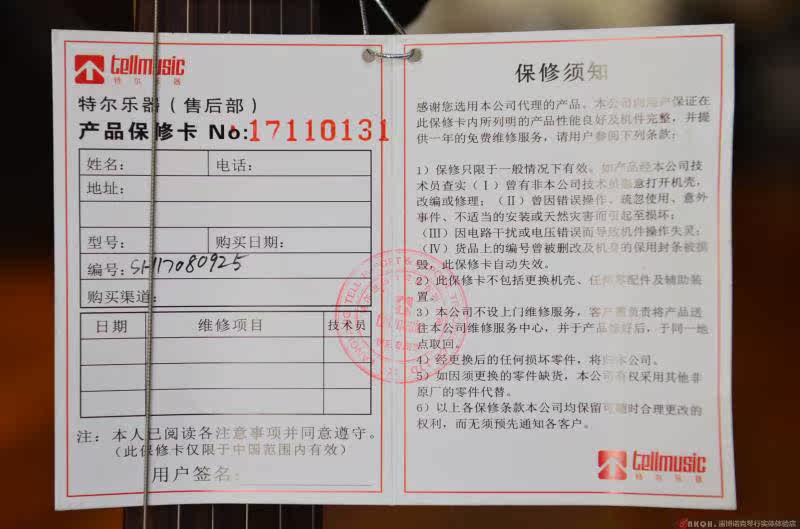 tellmusic
特尔乐器
特尔乐器（售后部）
产品保修卡 No:17110131
姓名： 电话：
地址：
型号： 购买日期：
编号：SH17080925
购买渠道：
日期 维修项目 技术员
注：本人已阅读各注意事项并同意遵守。
（此保修卡仅限于中国范围内有效）
用户签名：
保修须知
感谢您选用本公司代理的产品、本公司向用户保证在
此保修卡内所列明的产品性能良好及机件完整，并提
供一年的免费维修服务，请用户参阅下列条款：
1）保修只限于一般情况下有效。如产品经本公司技
术员查实（Ⅰ）曾有非本公司技术员随意打开机壳，
改编或修理；（Ⅱ）曾因错误操作、疏忽使用、意外
事件、不适当的安装或天然灾害而引起至损坏；
（Ⅲ）因电路干扰或电压错误而导致机件操作失灵；
（Ⅳ）货品上的编号曾被删改及机身的保用封条被损
毁，此保修卡自动失效。
2）此保修卡不包括更换机壳、任何零配件及辅助装
置。
3）本公司不设上门维修服务，客户需负责将产品送
往本公司维修服务中心，并于产品修好后，于同一地
点取回。
4）经更换后的任何损坏零件，将归本公司。
5）如因须更换的零件缺货，本公司有权采用其他非
原厂的零件代替。
6）以上各保修条款本公司均保留可随时合理更改的
权利，而无须预先通知各客户。
tellmusic
特尔乐器
淄博诺克琴行实体体验店